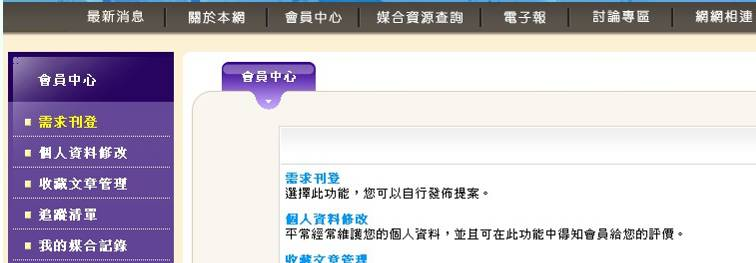 最新消息 關於本網 會員中心 媒合資源查詢 電子報 討論專區 網網相連
會員中心
需求刊登
個人資料修改
收藏文章管理
追蹤清單
我的媒合記錄
會員中心
需求刊登
選擇此功能，您可以自行發佈提案。
個人資料修改
平常經常維護您的個人資料，並且可在此功能中得知會員給您的評價。
收藏文章管理